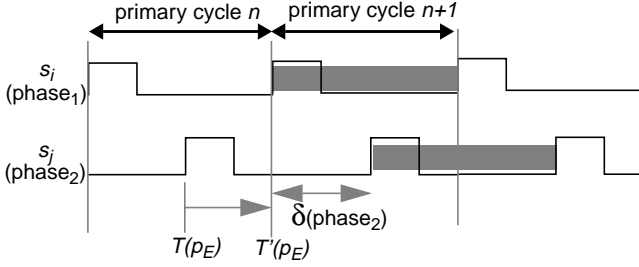 primary cycle n primary cycle n+1
s_i
(phase_1)
s_j
(phase_2)
δ(phase_2)
T(p_E) T'(p_E)